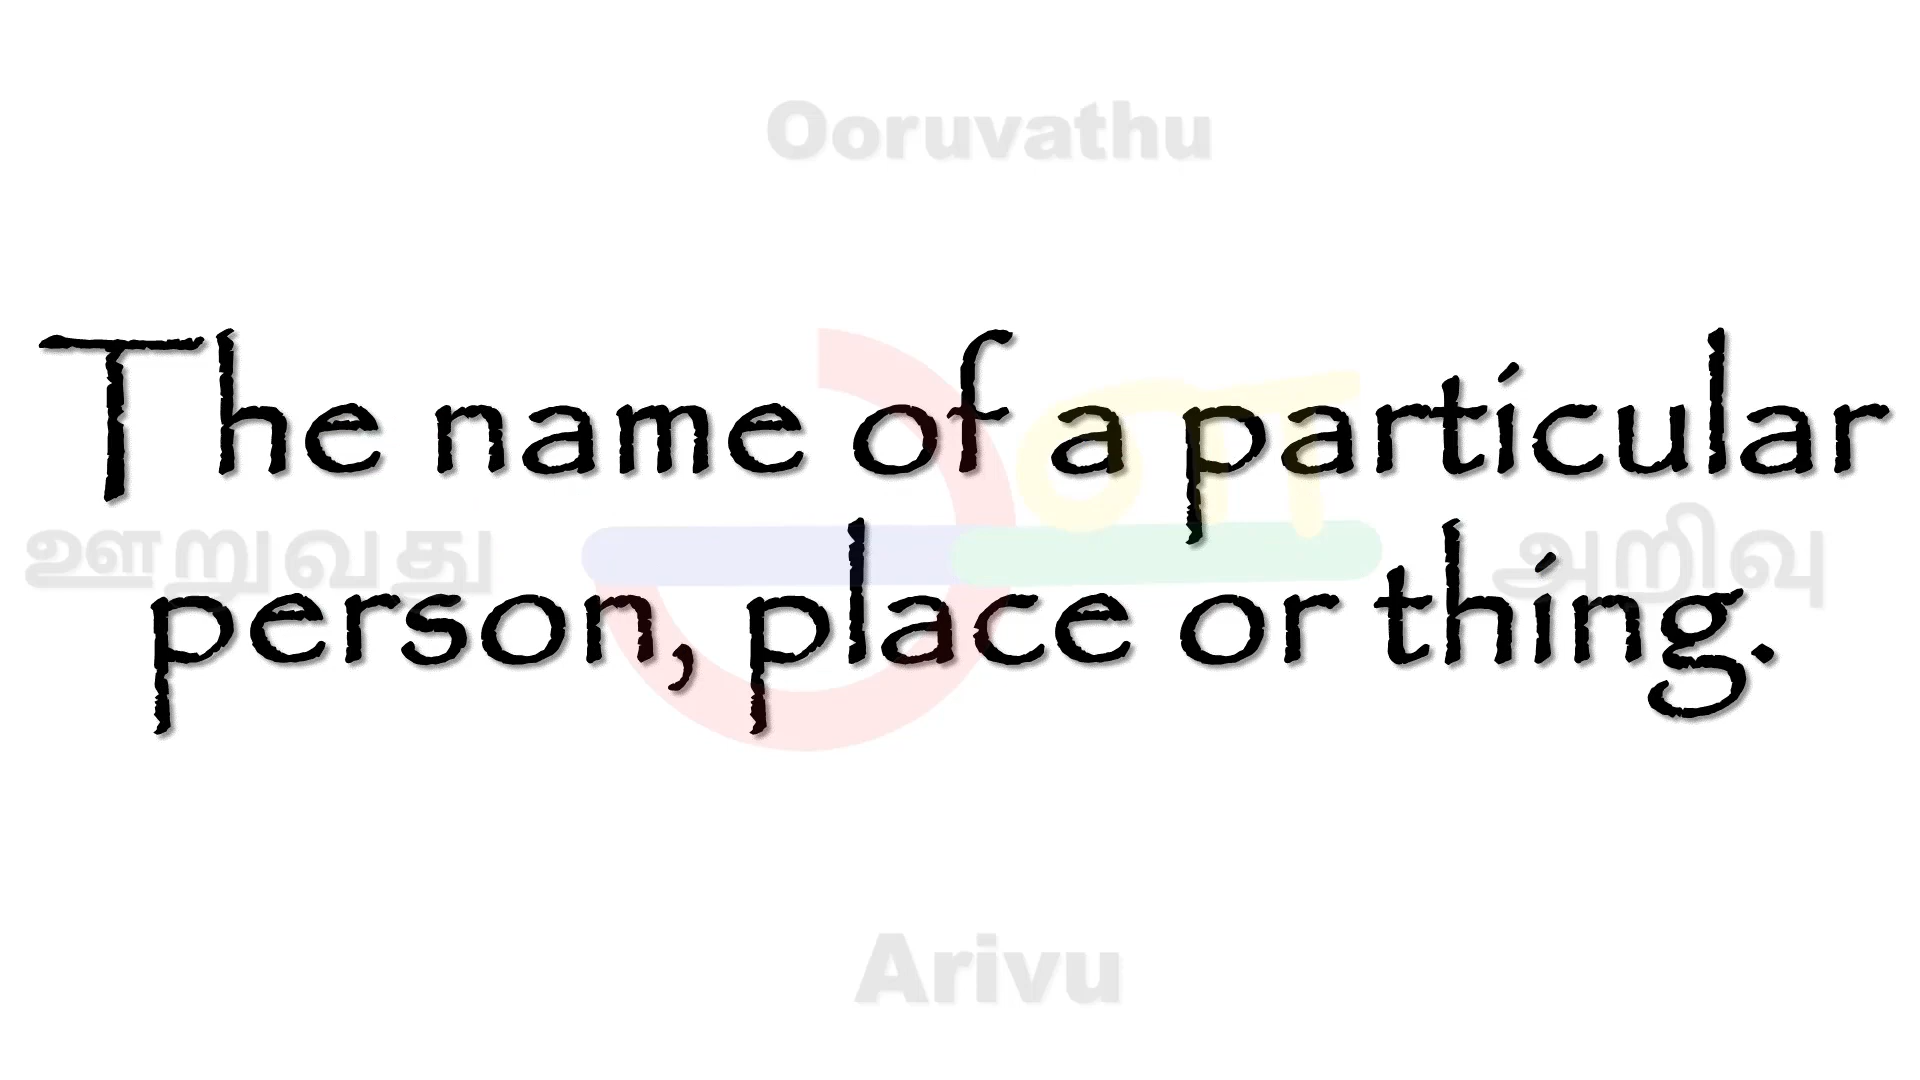 Ooruvathu
The name of a particular
ஊறுவது அறிவு
person, place or thing.
Arivu